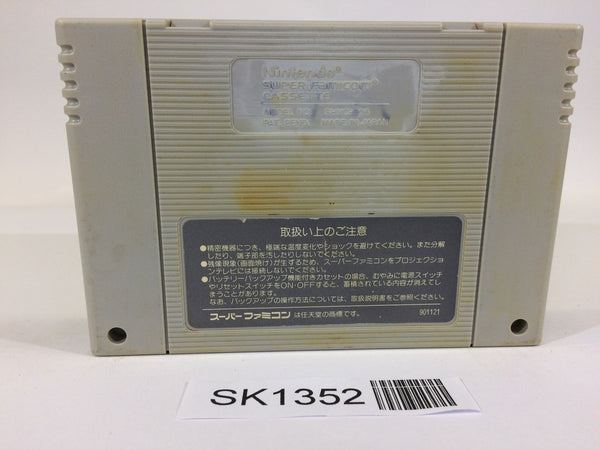 Nintendo®
SUPER FAMICOM
CASSETTE
MADE IN JAPAN
取扱い上のご注意
●精密機器につき、極端な温度変化やショックを避けてください。また分解
したり、端子部を汚したりしないでください。
●残像現象(画面焼け)が生ずるため、スーパーファミコンをプロジェクショ
ンテレビには接続しないでください。
●バッテリーバックアップ機能付きカセットの場合、むやみに電源スイッチ
やリセットスイッチをON・OFFすると、蓄積されている内容が消えてし
まうことがあります。
なお、バックアップの操作方法については、取扱説明書をご参照ください。
スーパーファミコン は任天堂の商標です。 901121
SK1352